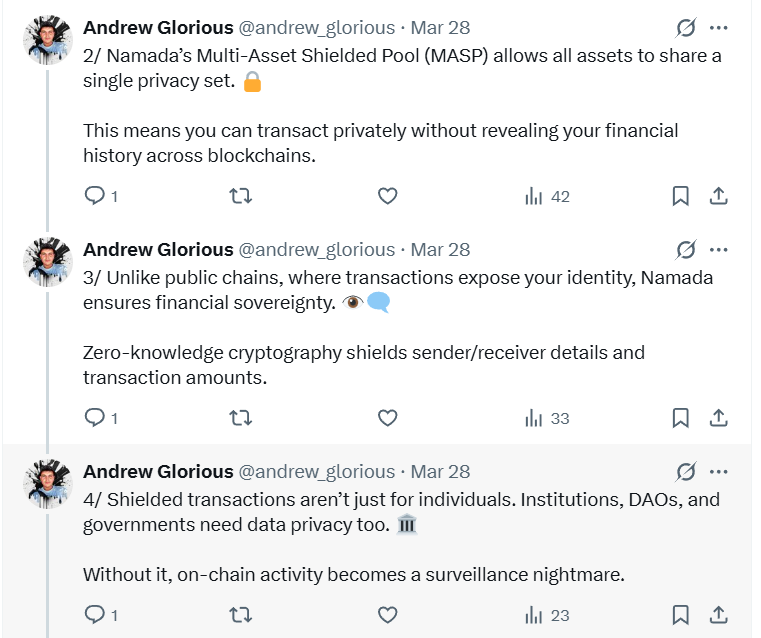 Andrew Glorious @andrew_glorious · Mar 28
2/ Namada’s Multi-Asset Shielded Pool (MASP) allows all assets to share a
single privacy set. 🔒
This means you can transact privately without revealing your financial
history across blockchains.
1 42
Andrew Glorious @andrew_glorious · Mar 28
3/ Unlike public chains, where transactions expose your identity, Namada
ensures financial sovereignty. 👁️‍🗨️
Zero-knowledge cryptography shields sender/receiver details and
transaction amounts.
1 33
Andrew Glorious @andrew_glorious · Mar 28
4/ Shielded transactions aren’t just for individuals. Institutions, DAOs, and
governments need data privacy too. 🏛️
Without it, on-chain activity becomes a surveillance nightmare.
1 23